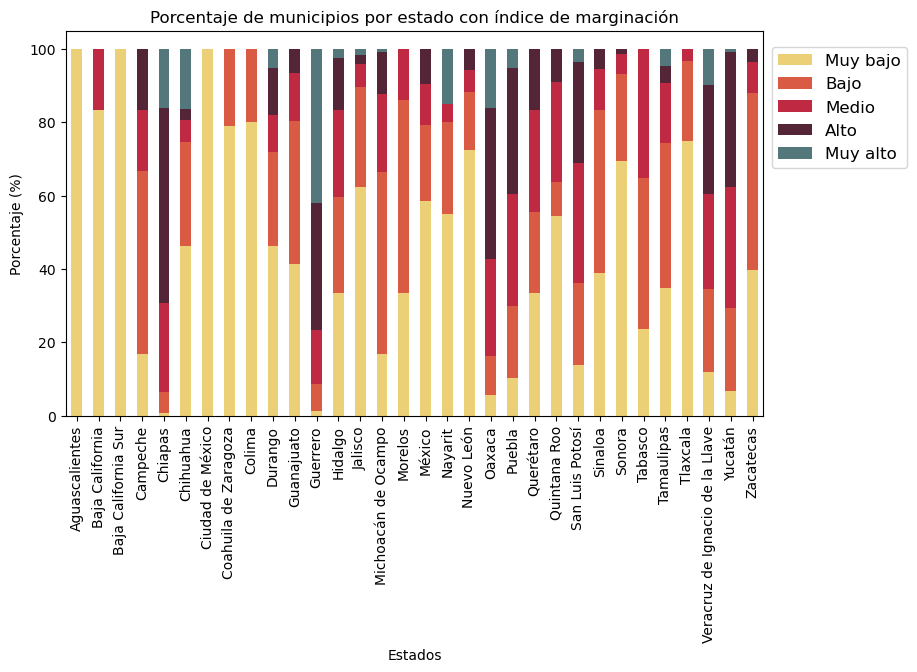 Porcentaje de municipios por estado con índice de marginación
Porcentaje (%)
100
80
60
40
20
0
Muy bajo
Bajo
Medio
Alto
Muy alto
Aguascalientes
Baja California
Baja California Sur
Campeche
Chiapas
Chihuahua
Ciudad de México
Coahuila de Zaragoza
Colima
Durango
Guanajuato
Guerrero
Hidalgo
Jalisco
Michoacán de Ocampo
Morelos
México
Nayarit
Nuevo León
Oaxaca
Puebla
Querétaro
Quintana Roo
San Luis Potosí
Sinaloa
Sonora
Tabasco
Tamaulipas
Tlaxcala
Veracruz de Ignacio de la Llave
Yucatán
Zacatecas
Estados